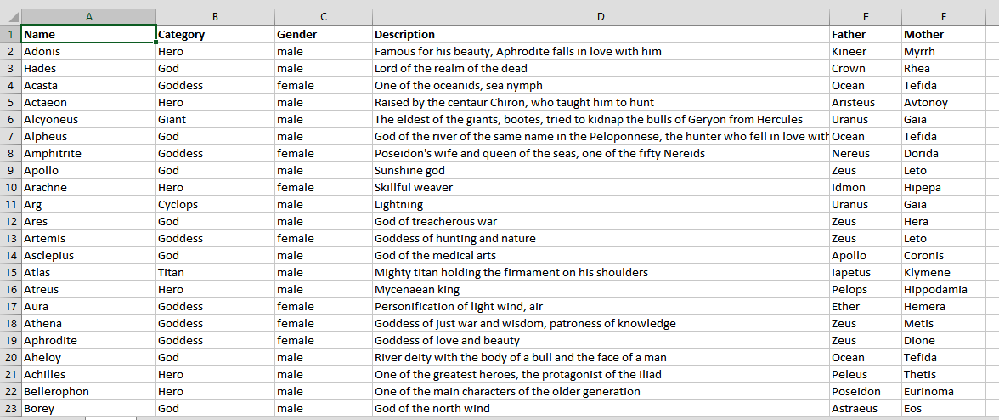 A B C D E F
1 Name Category Gender Description Father Mother
2 Adonis Hero male Famous for his beauty, Aphrodite falls in love with him Kineer Myrrh
3 Hades God male Lord of the realm of the dead Crown Rhea
4 Acasta Goddess female One of the oceanids, sea nymph Ocean Tefida
5 Actaeon Hero male Raised by the centaur Chiron, who taught him to hunt Aristeus Avtonoy
6 Alcyoneus Giant male The eldest of the giants, bootes, tried to kidnap the bulls of Geryon from Hercules Uranus Gaia
7 Alpheus God male God of the river of the same name in the Peloponnese, the hunter who fell in love with Ocean Tefida
8 Amphitrite Goddess female Poseidon's wife and queen of the seas, one of the fifty Nereids Nereus Dorida
9 Apollo God male Sunshine god Zeus Leto
10 Arachne Hero female Skillful weaver Idmon Hipepa
11 Arg Cyclops male Lightning Uranus Gaia
12 Ares God male God of treacherous war Zeus Hera
13 Artemis Goddess female Goddess of hunting and nature Zeus Leto
14 Asclepius God male God of the medical arts Apollo Coronis
15 Atlas Titan male Mighty titan holding the firmament on his shoulders Iapetus Klymene
16 Atreus Hero male Mycenaean king Pelops Hippodamia
17 Aura Goddess female Personification of light wind, air Ether Hemera
18 Athena Goddess female Goddess of just war and wisdom, patroness of knowledge Zeus Metis
19 Aphrodite Goddess female Goddess of love and beauty Zeus Dione
20 Aheloy God male River deity with the body of a bull and the face of a man Ocean Tefida
21 Achilles Hero male One of the greatest heroes, the protagonist of the Iliad Peleus Thetis
22 Bellerophon Hero male One of the main characters of the older generation Poseidon Eurinoma
23 Borey God male God of the north wind Astraeus Eos